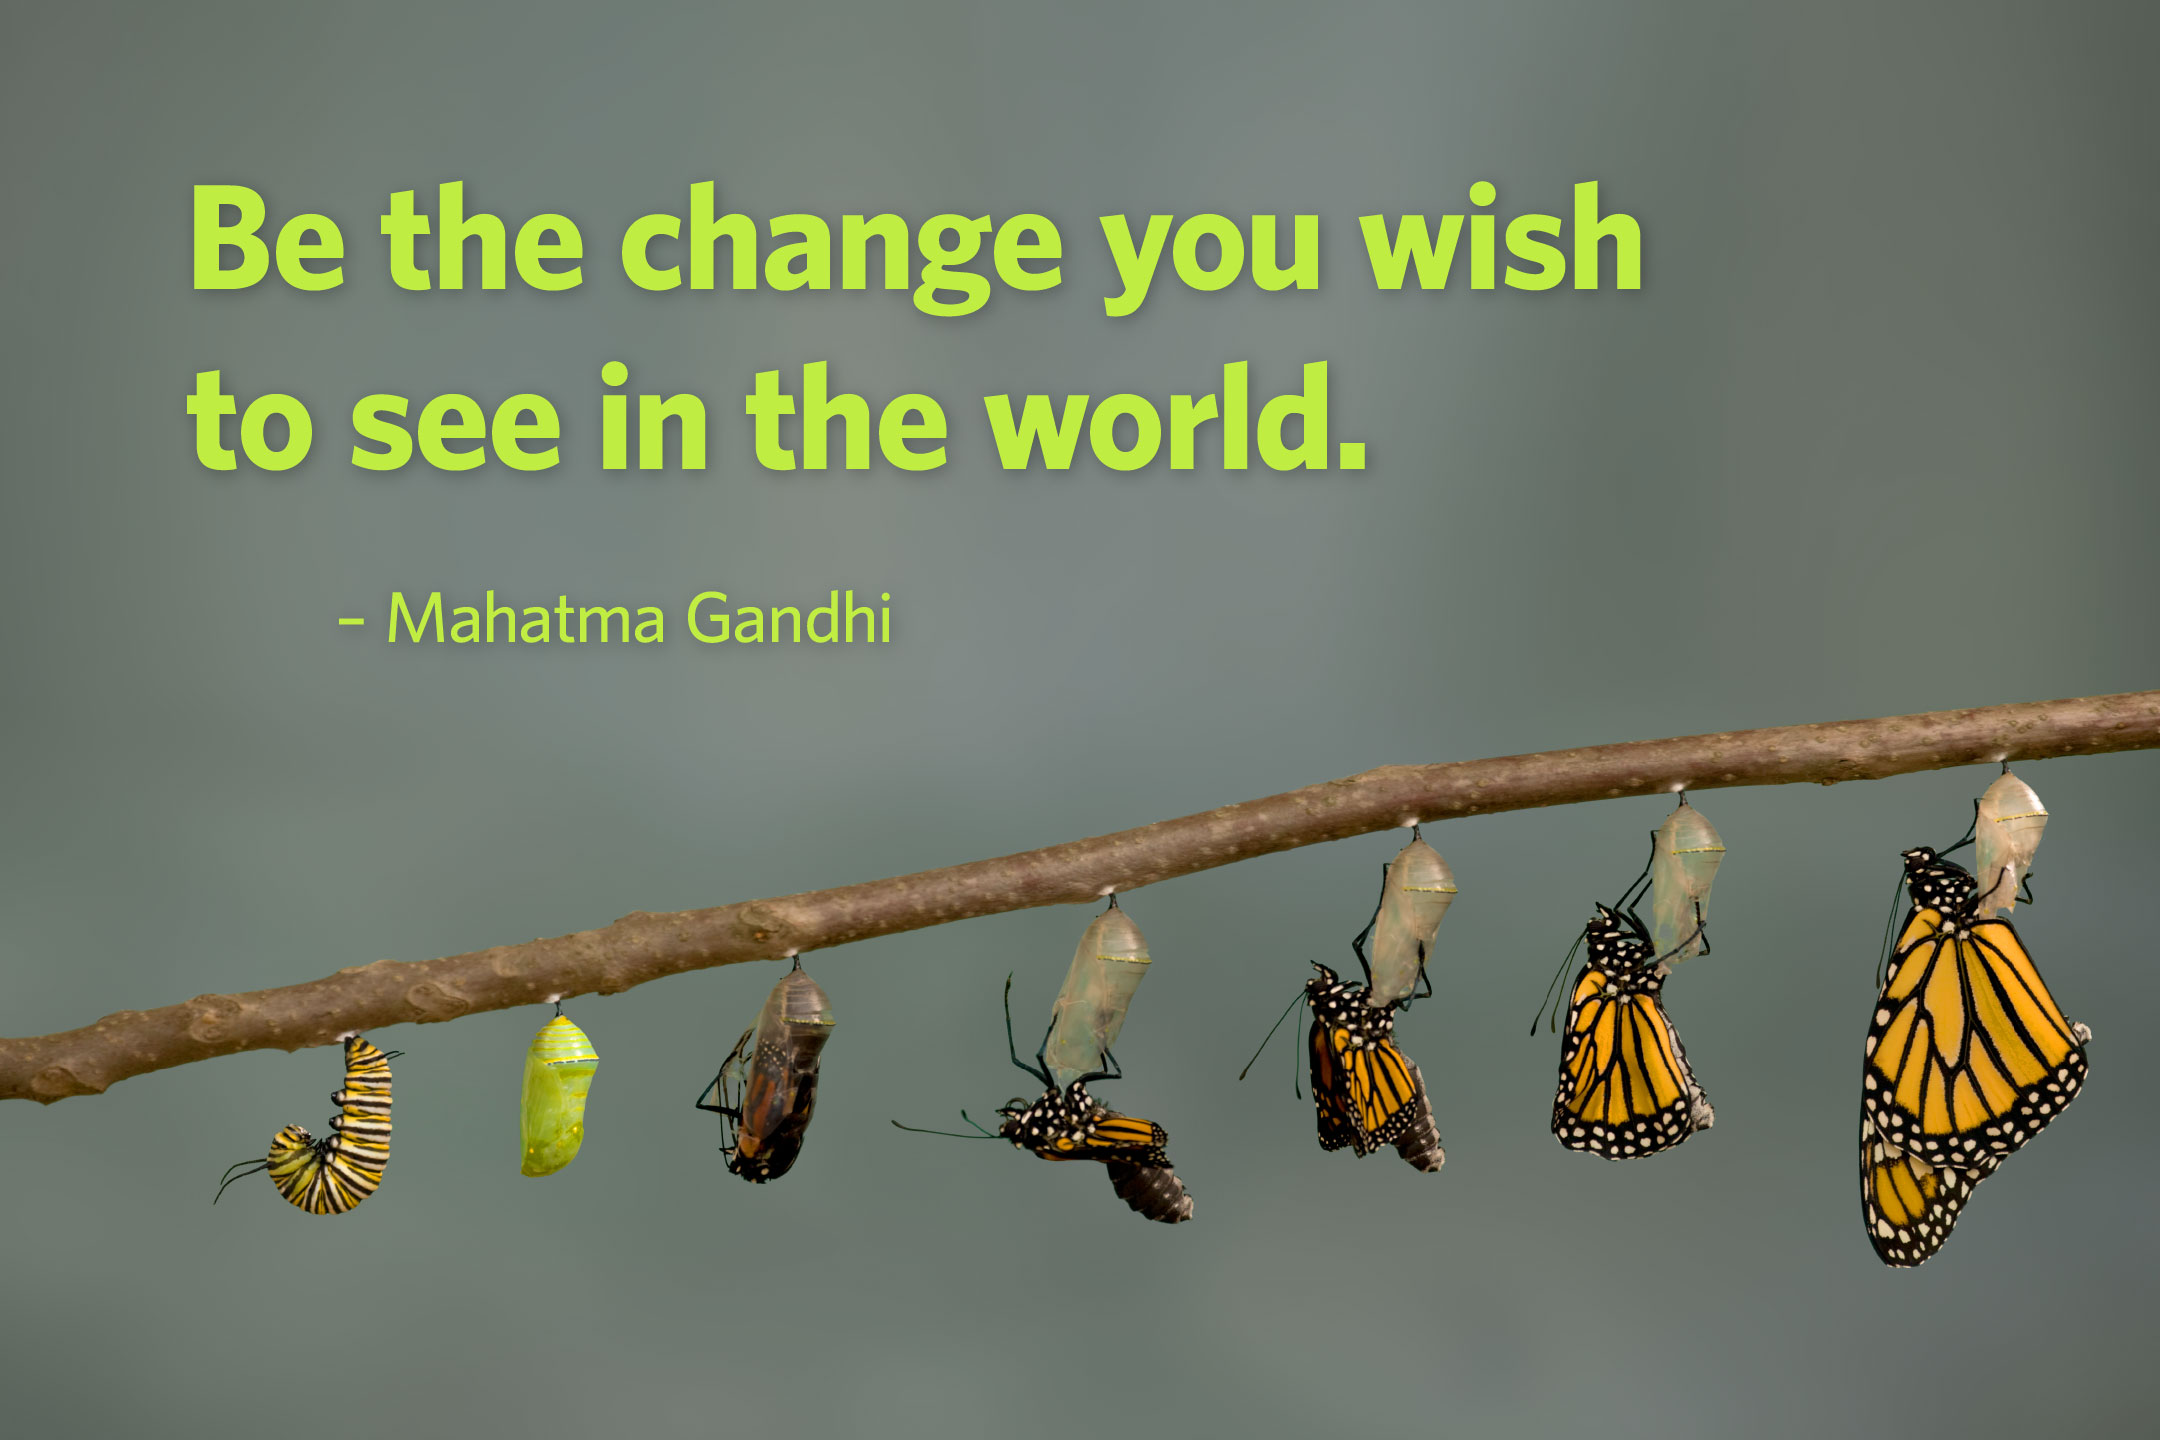 Be the change you wish
to see in the world.
– Mahatma Gandhi